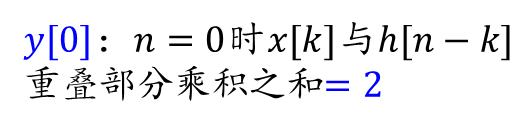 y[0]: n = 0时x[k]与h[n − k]
重叠部分乘积之和= 2